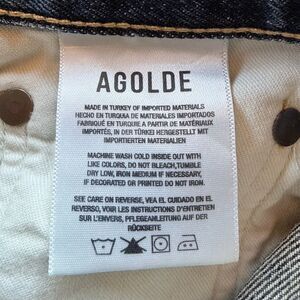 AGOLDE
MADE IN TURKEY OF IMPORTED MATERIALS
HECHO EN TURQUIA DE MATERIALES IMPORTADOS
FABRIQUÉ EN TURQUIE A PARTIR DE MATÉRIAUX
IMPORTÉS, IN DER TÜRKEI HERGESTELLT MIT
IMPORTIERTEN MATERIALIEN
MACHINE WASH COLD INSIDE OUT WITH
LIKE COLORS, DO NOT BLEACH,TUMBLE
DRY LOW, IRON MEDIUM IF NECESSARY,
IF DECORATED OR PRINTED DO NOT IRON.
SEE CARE ON REVERSE, VEA EL CUIDADO EN EL
REVERSO, VOIR LES INSTRUCTIONS D'ENTRETIEN
SUR L'ENVERS, PFLEGEANLEITUNG AUF DER
RÜCKSEITE